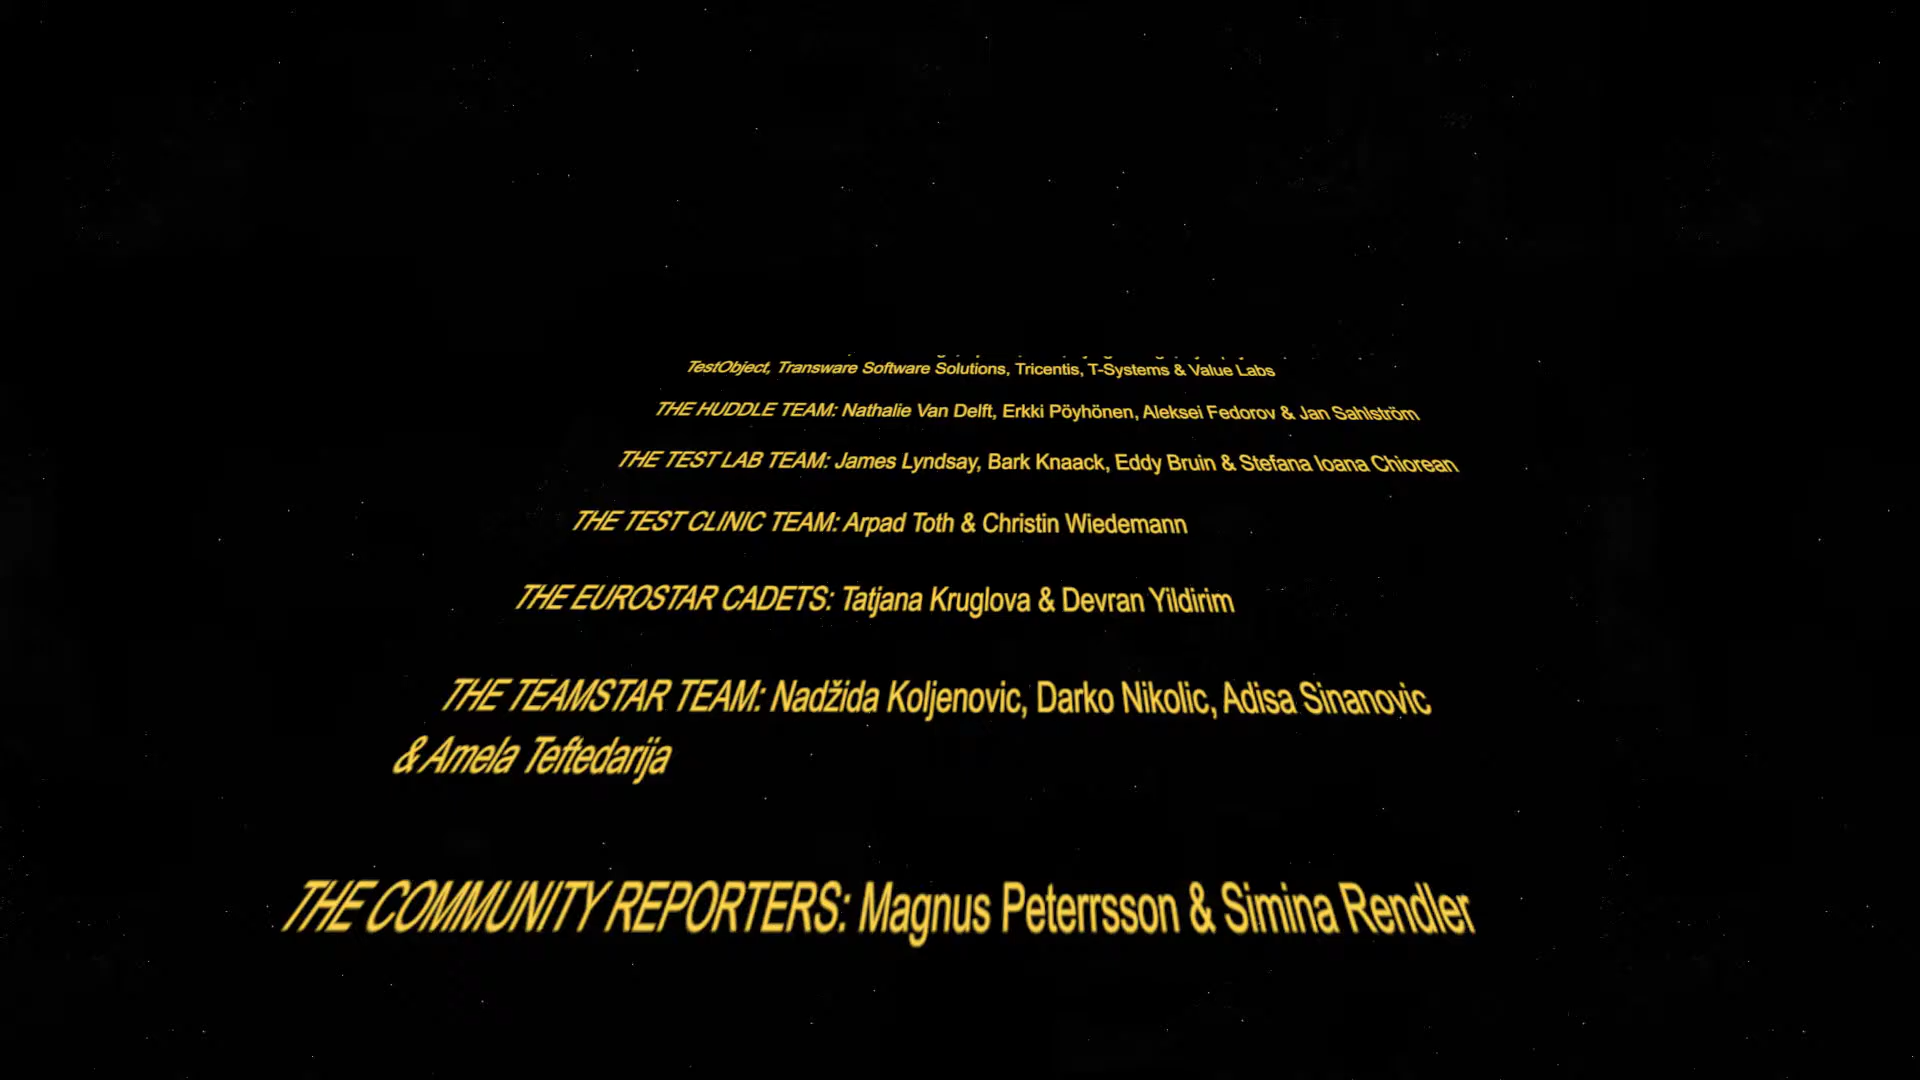 TestObject, Transware Software Solutions, Tricentis, T-Systems & Value Labs
THE HUDDLE TEAM: Nathalie Van Delft, Erkki Pöyhönen, Aleksei Fedorov & Jan Sahlström
THE TEST LAB TEAM: James Lyndsay, Bark Knaack, Eddy Bruin & Stefana Ioana Chiorean
THE TEST CLINIC TEAM: Arpad Toth & Christin Wiedemann
THE EUROSTAR CADETS: Tatjana Kruglova & Devran Yildirim
THE TEAMSTAR TEAM: Nadžida Koljenovic, Darko Nikolic, Adisa Sinanovic
& Amela Teftedarija
THE COMMUNITY REPORTERS: Magnus Peterrsson & Simina Rendler